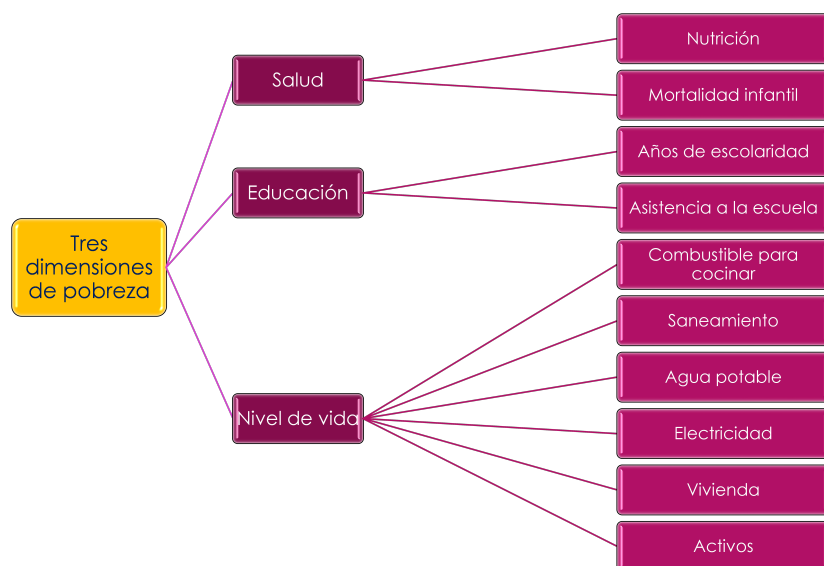 Tres
dimensiones
de pobreza
Salud
Nutrición
Mortalidad infantil
Educación
Años de escolaridad
Asistencia a la escuela
Nivel de vida
Combustible para
cocinar
Saneamiento
Agua potable
Electricidad
Vivienda
Activos